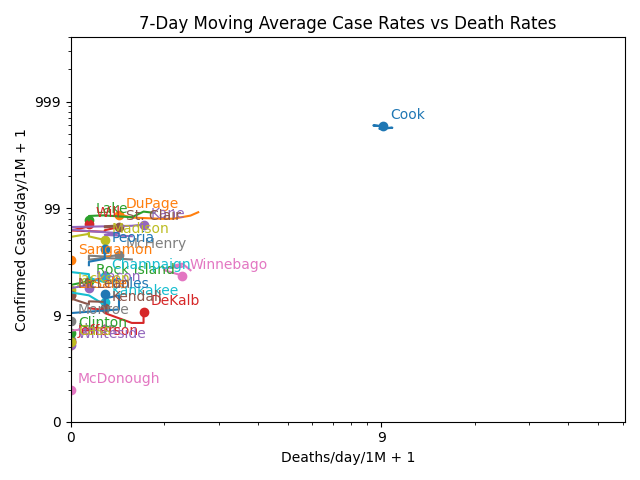 7-Day Moving Average Case Rates vs Death Rates
Confirmed Cases/day/1M + 1
999
99
9
0
Cook
DuPage
Lake
Will
Kane
St. Clair
Madison
Peoria
McHenry
Sangamon
Champaign
Winnebago
Rock Island
McLean
Kankakee
Kendall
DeKalb
Monroe
Clinton
Jefferson
Whiteside
McDonough
0
9
Deaths/day/1M + 1